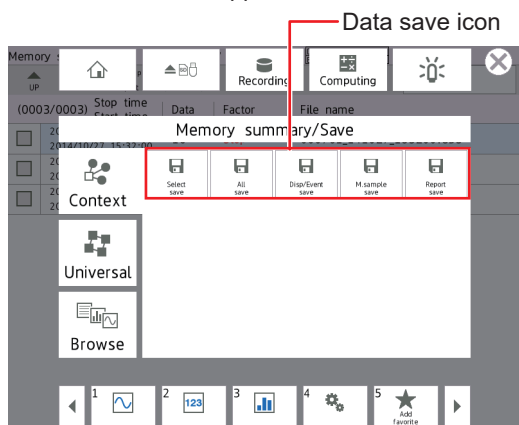 Data save icon
Memory
UP
Recording
Computing
(0003/0003)
Stop time
Data
Factor
File name
Memory summary/Save
2014/10/27 15:32:00
Context
Select
save
All
save
Disp/Event
save
M.sample
save
Report
save
Universal
Browse
1
2
123
3
4
5
Add
favorite